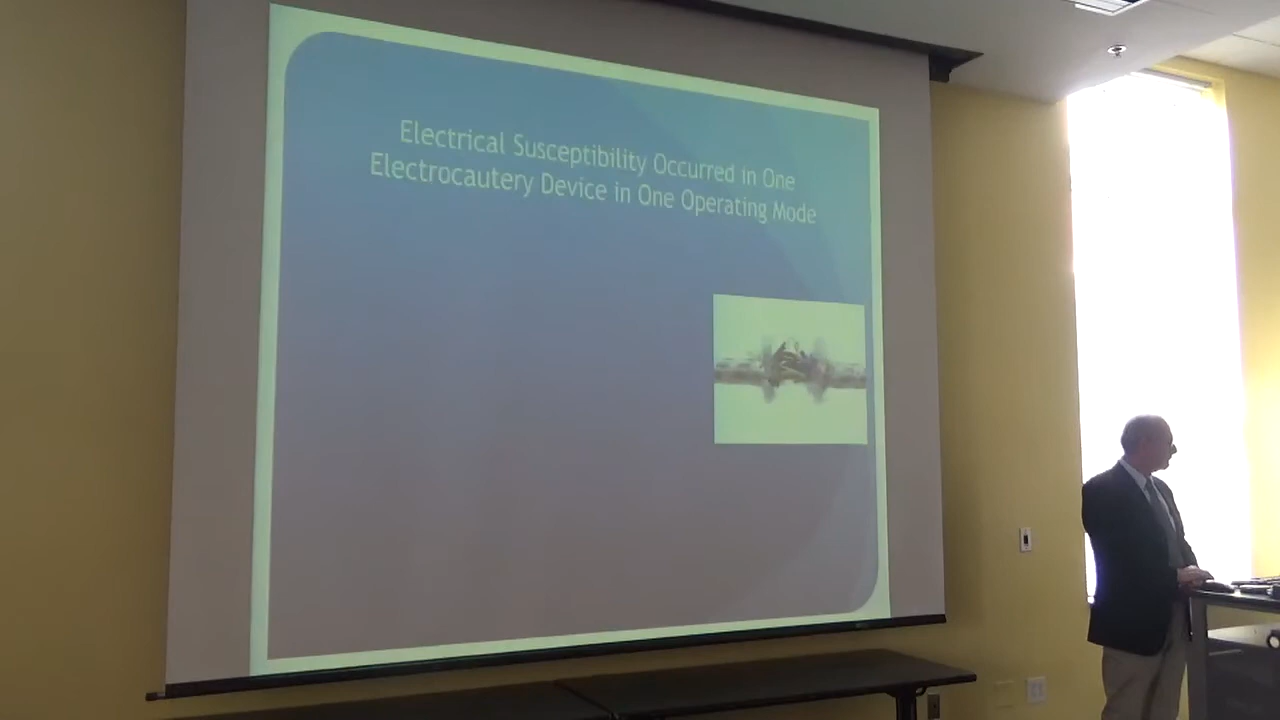 Electrical Susceptibility Occurred in One
Electrocautery Device in One Operating Mode